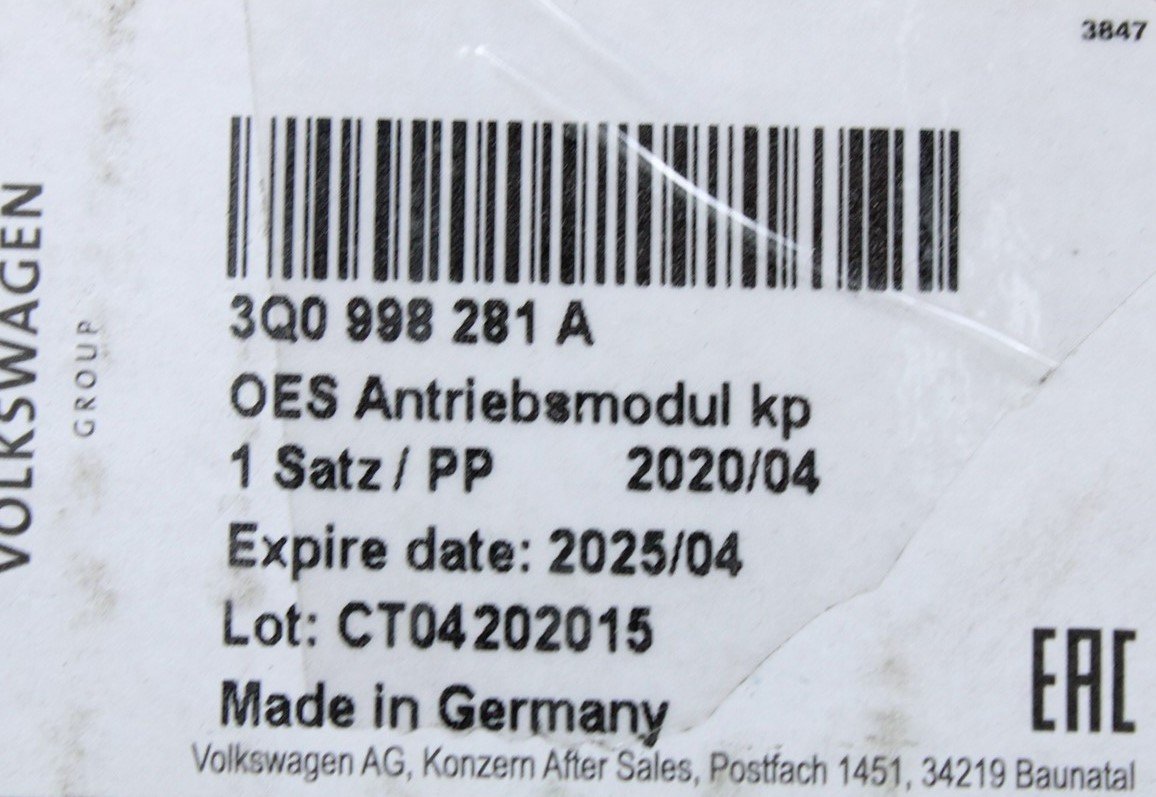 3847
VOLKSWAGEN
GROUP
3Q0 998 281 A
OES Antriebsmodul kp
1 Satz / PP 2020/04
Expire date: 2025/04
Lot: CT04202015
Made in Germany
EAC
Volkswagen AG, Konzern After Sales, Postfach 1451, 34219 Baunatal